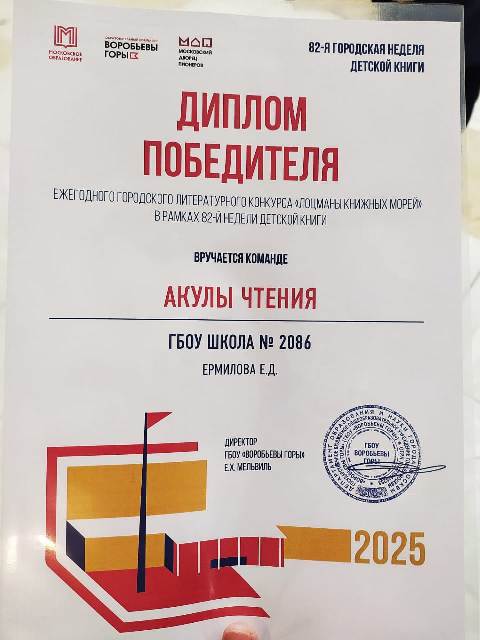 МОСКОВСКОЕ
ОБРАЗОВАНИЕ
ВОРОБЬЕВЫ
ГОРЫ
МДП
МОСКОВСКИЙ
ДВОРЕЦ
ПИОНЕРОВ
82-Я ГОРОДСКАЯ НЕДЕЛЯ
ДЕТСКОЙ КНИГИ
ДИПЛОМ
ПОБЕДИТЕЛЯ
ЕЖЕГОДНОГО ГОРОДСКОГО ЛИТЕРАТУРНОГО КОНКУРСА «ЛОЦМАНЫ КНИЖНЫХ МОРЕЙ»
В РАМКАХ 82-Й НЕДЕЛИ ДЕТСКОЙ КНИГИ
ВРУЧАЕТСЯ КОМАНДЕ
АКУЛЫ ЧТЕНИЯ
ГБОУ ШКОЛА № 2086
ЕРМИЛОВА Е.Д.
ДИРЕКТОР
ГБОУ «ВОРОБЬЕВЫ ГОРЫ»
Е.Х. МЕЛЬВИЛЬ
ГБОУ
ВОРОБЬЕВЫ
ГОРЫ
2025